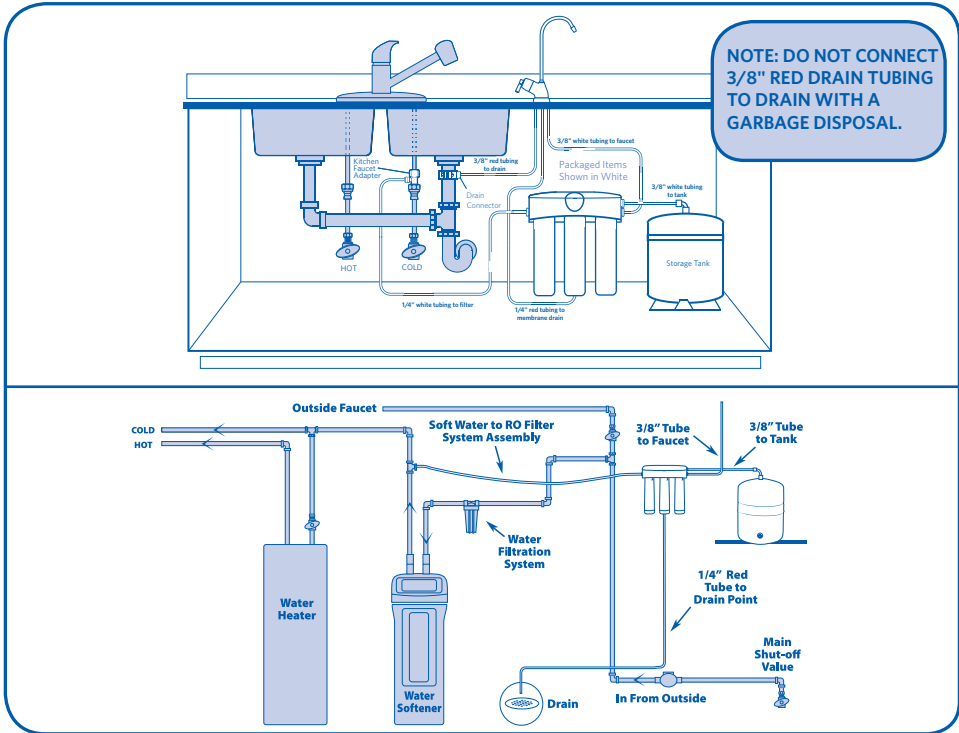 NOTE: DO NOT CONNECT
3/8" RED DRAIN TUBING
TO DRAIN WITH A
GARBAGE DISPOSAL.
3/8" white tubing to faucet
Kitchen
Faucet
Adapter
3/8" red tubing
to drain
Packaged Items
Shown in White
3/8" white tubing
to tank
Drain
Connector
HOT
COLD
Storage Tank
1/4" white tubing to filter
1/4" red tubing to
membrane drain
Outside Faucet
COLD
HOT
Soft Water to RO Filter
System Assembly
3/8” Tube
to Faucet
3/8” Tube
to Tank
Water
Filtration
System
1/4” Red
Tube to
Drain Point
Water
Heater
Main
Shut-off
Value
Water
Softener
Drain
In From Outside